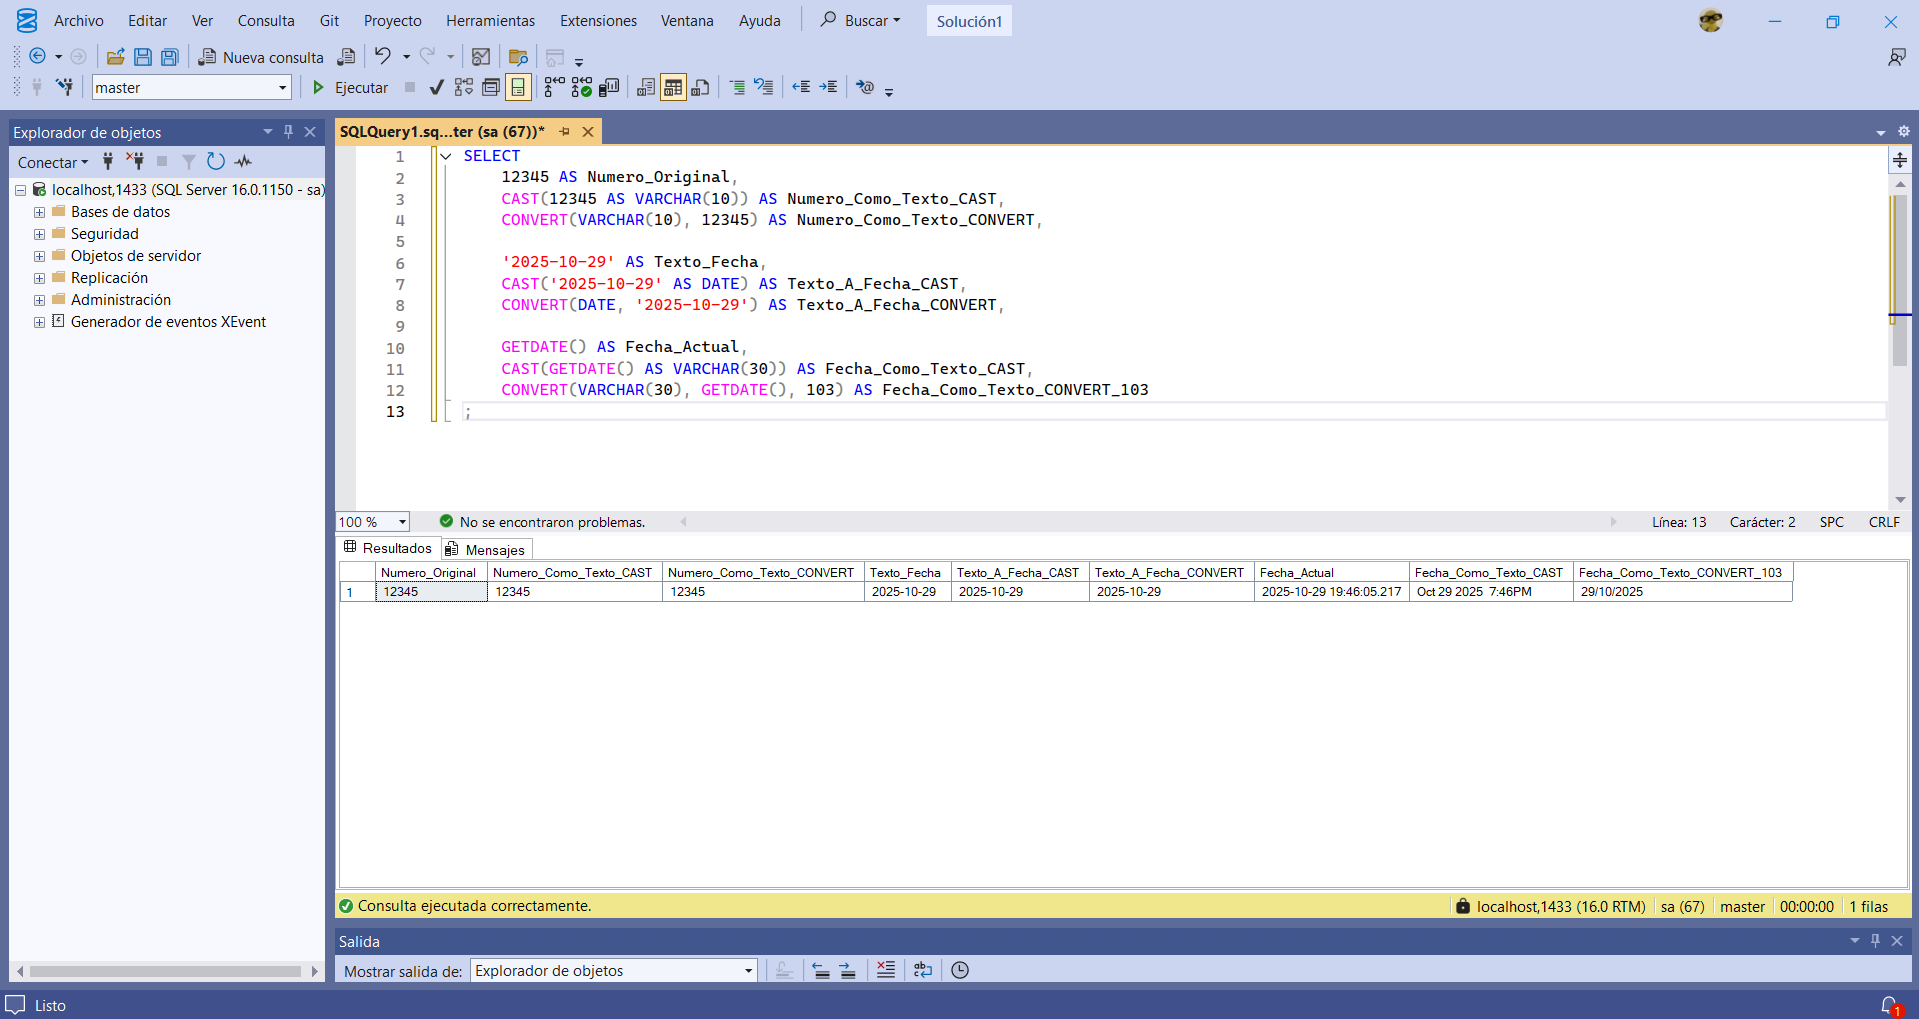 Archivo Editar Ver Consulta Git Proyecto Herramientas Extensiones Ventana Ayuda Buscar Solución1
Nueva consulta
master Ejecutar
Explorador de objetos
Conectar
localhost,1433 (SQL Server 16.0.1150 - sa)
Bases de datos
Seguridad
Objetos de servidor
Replicación
Administración
Generador de eventos XEvent
SQLQuery1.sq...ter (sa (67))*
1 SELECT
2 12345 AS Numero_Original,
3 CAST(12345 AS VARCHAR(10)) AS Numero_Como_Texto_CAST,
4 CONVERT(VARCHAR(10), 12345) AS Numero_Como_Texto_CONVERT,
5
6 '2025-10-29' AS Texto_Fecha,
7 CAST('2025-10-29' AS DATE) AS Texto_A_Fecha_CAST,
8 CONVERT(DATE, '2025-10-29') AS Texto_A_Fecha_CONVERT,
9
10 GETDATE() AS Fecha_Actual,
11 CAST(GETDATE() AS VARCHAR(30)) AS Fecha_Como_Texto_CAST,
12 CONVERT(VARCHAR(30), GETDATE(), 103) AS Fecha_Como_Texto_CONVERT_103
13 ;
100 % No se encontraron problemas. Línea: 13 Carácter: 2 SPC CRLF
Resultados Mensajes
Numero_Original Numero_Como_Texto_CAST Numero_Como_Texto_CONVERT Texto_Fecha Texto_A_Fecha_CAST Texto_A_Fecha_CONVERT Fecha_Actual Fecha_Como_Texto_CAST Fecha_Como_Texto_CONVERT_103
1 12345 12345 12345 2025-10-29 2025-10-29 2025-10-29 2025-10-29 19:46:05.217 Oct 29 2025 7:46PM 29/10/2025
Consulta ejecutada correctamente. localhost,1433 (16.0 RTM) sa (67) master 00:00:00 1 filas
Salida
Mostrar salida de: Explorador de objetos
Listo 1